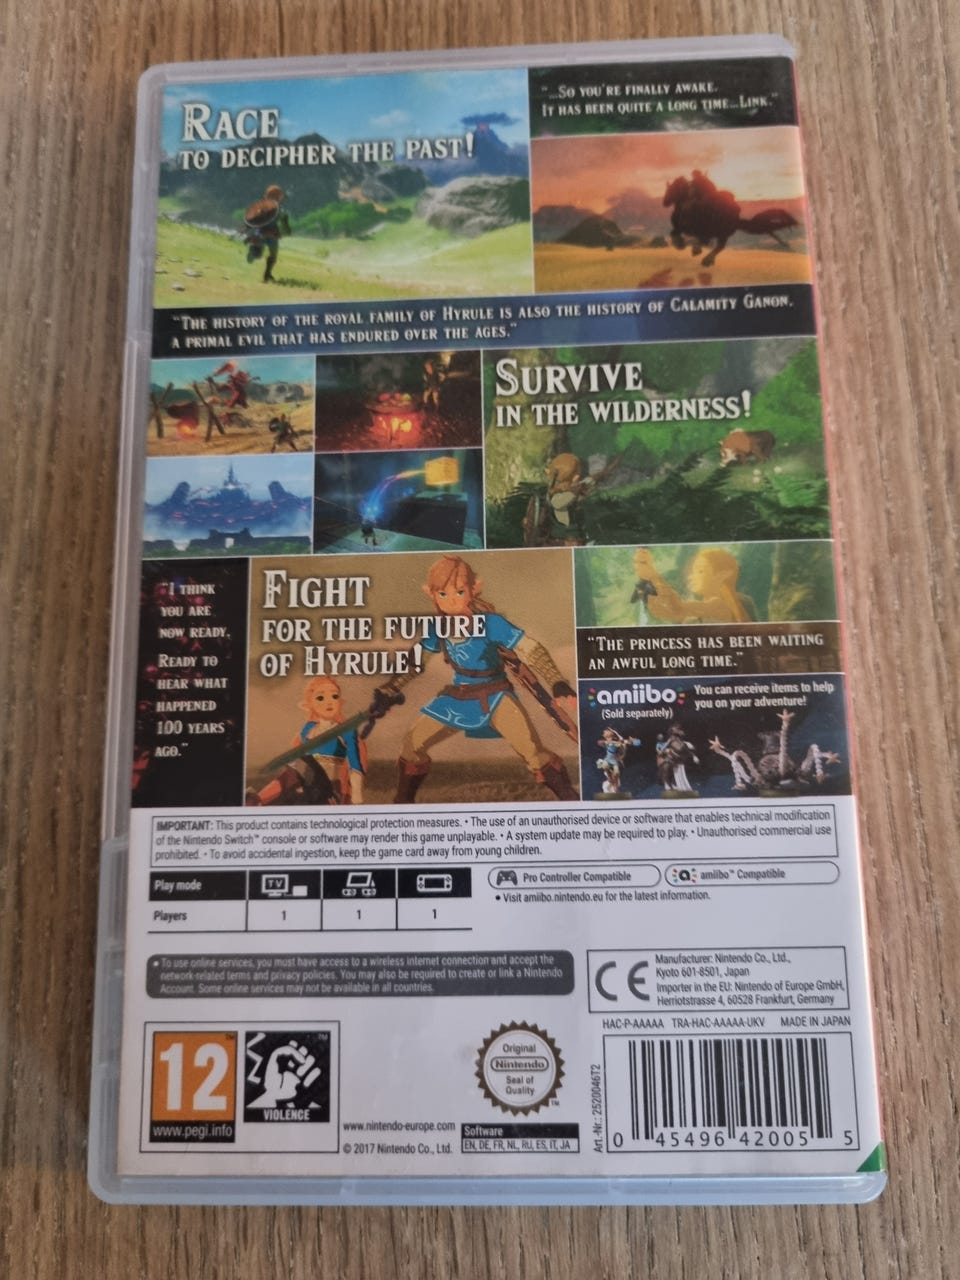 RACE
TO DECIPHER THE PAST!
"...SO YOU'RE FINALLY AWAKE.
IT HAS BEEN QUITE A LONG TIME...LINK."
"THE HISTORY OF THE ROYAL FAMILY OF HYRULE IS ALSO THE HISTORY OF CALAMITY GANON.
A PRIMAL EVIL THAT HAS ENDURED OVER THE AGES."
SURVIVE
IN THE WILDERNESS!
"I THINK
YOU ARE
NOW READY.
READY TO
HEAR WHAT
HAPPENED
100 YEARS
AGO."
FIGHT
FOR THE FUTURE
OF HYRULE!
"THE PRINCESS HAS BEEN WAITING
AN AWFUL LONG TIME."
amiibo
(Sold separately)
You can receive items to help
you on your adventure!
IMPORTANT: This product contains technological protection measures. • The use of an unauthorised device or software that enables technical modification
of the Nintendo Switch™ console or software may render this game unplayable. • A system update may be required to play. • Unauthorised commercial use
prohibited. • To avoid accidental ingestion, keep the game card away from young children.
Play mode
TV
Players
1
1
1
Pro Controller Compatible
a amiibo™ Compatible
• Visit amiibo.nintendo.eu for the latest information.
• To use online services, you must have access to a wireless internet connection and accept the
network-related terms and privacy policies. You may also be required to create or link a Nintendo
Account. Some online services may not be available in all countries.
CE
Manufacturer: Nintendo Co., Ltd.,
Kyoto 601-8501, Japan
Importer in the EU: Nintendo of Europe GmbH,
Herriotstrasse 4, 60528 Frankfurt, Germany
HAC-P-AAAAA TRA-HAC-AAAAA-UKV MADE IN JAPAN
12
www.pegi.info
VIOLENCE
™
Original
Nintendo
Seal of
Quality
™
www.nintendo-europe.com
© 2017 Nintendo Co., Ltd.
Software
EN, DE, FR, NL, RU, ES, IT, JA
Art.-Nr.: 2520046T2
0 45496 42005 5